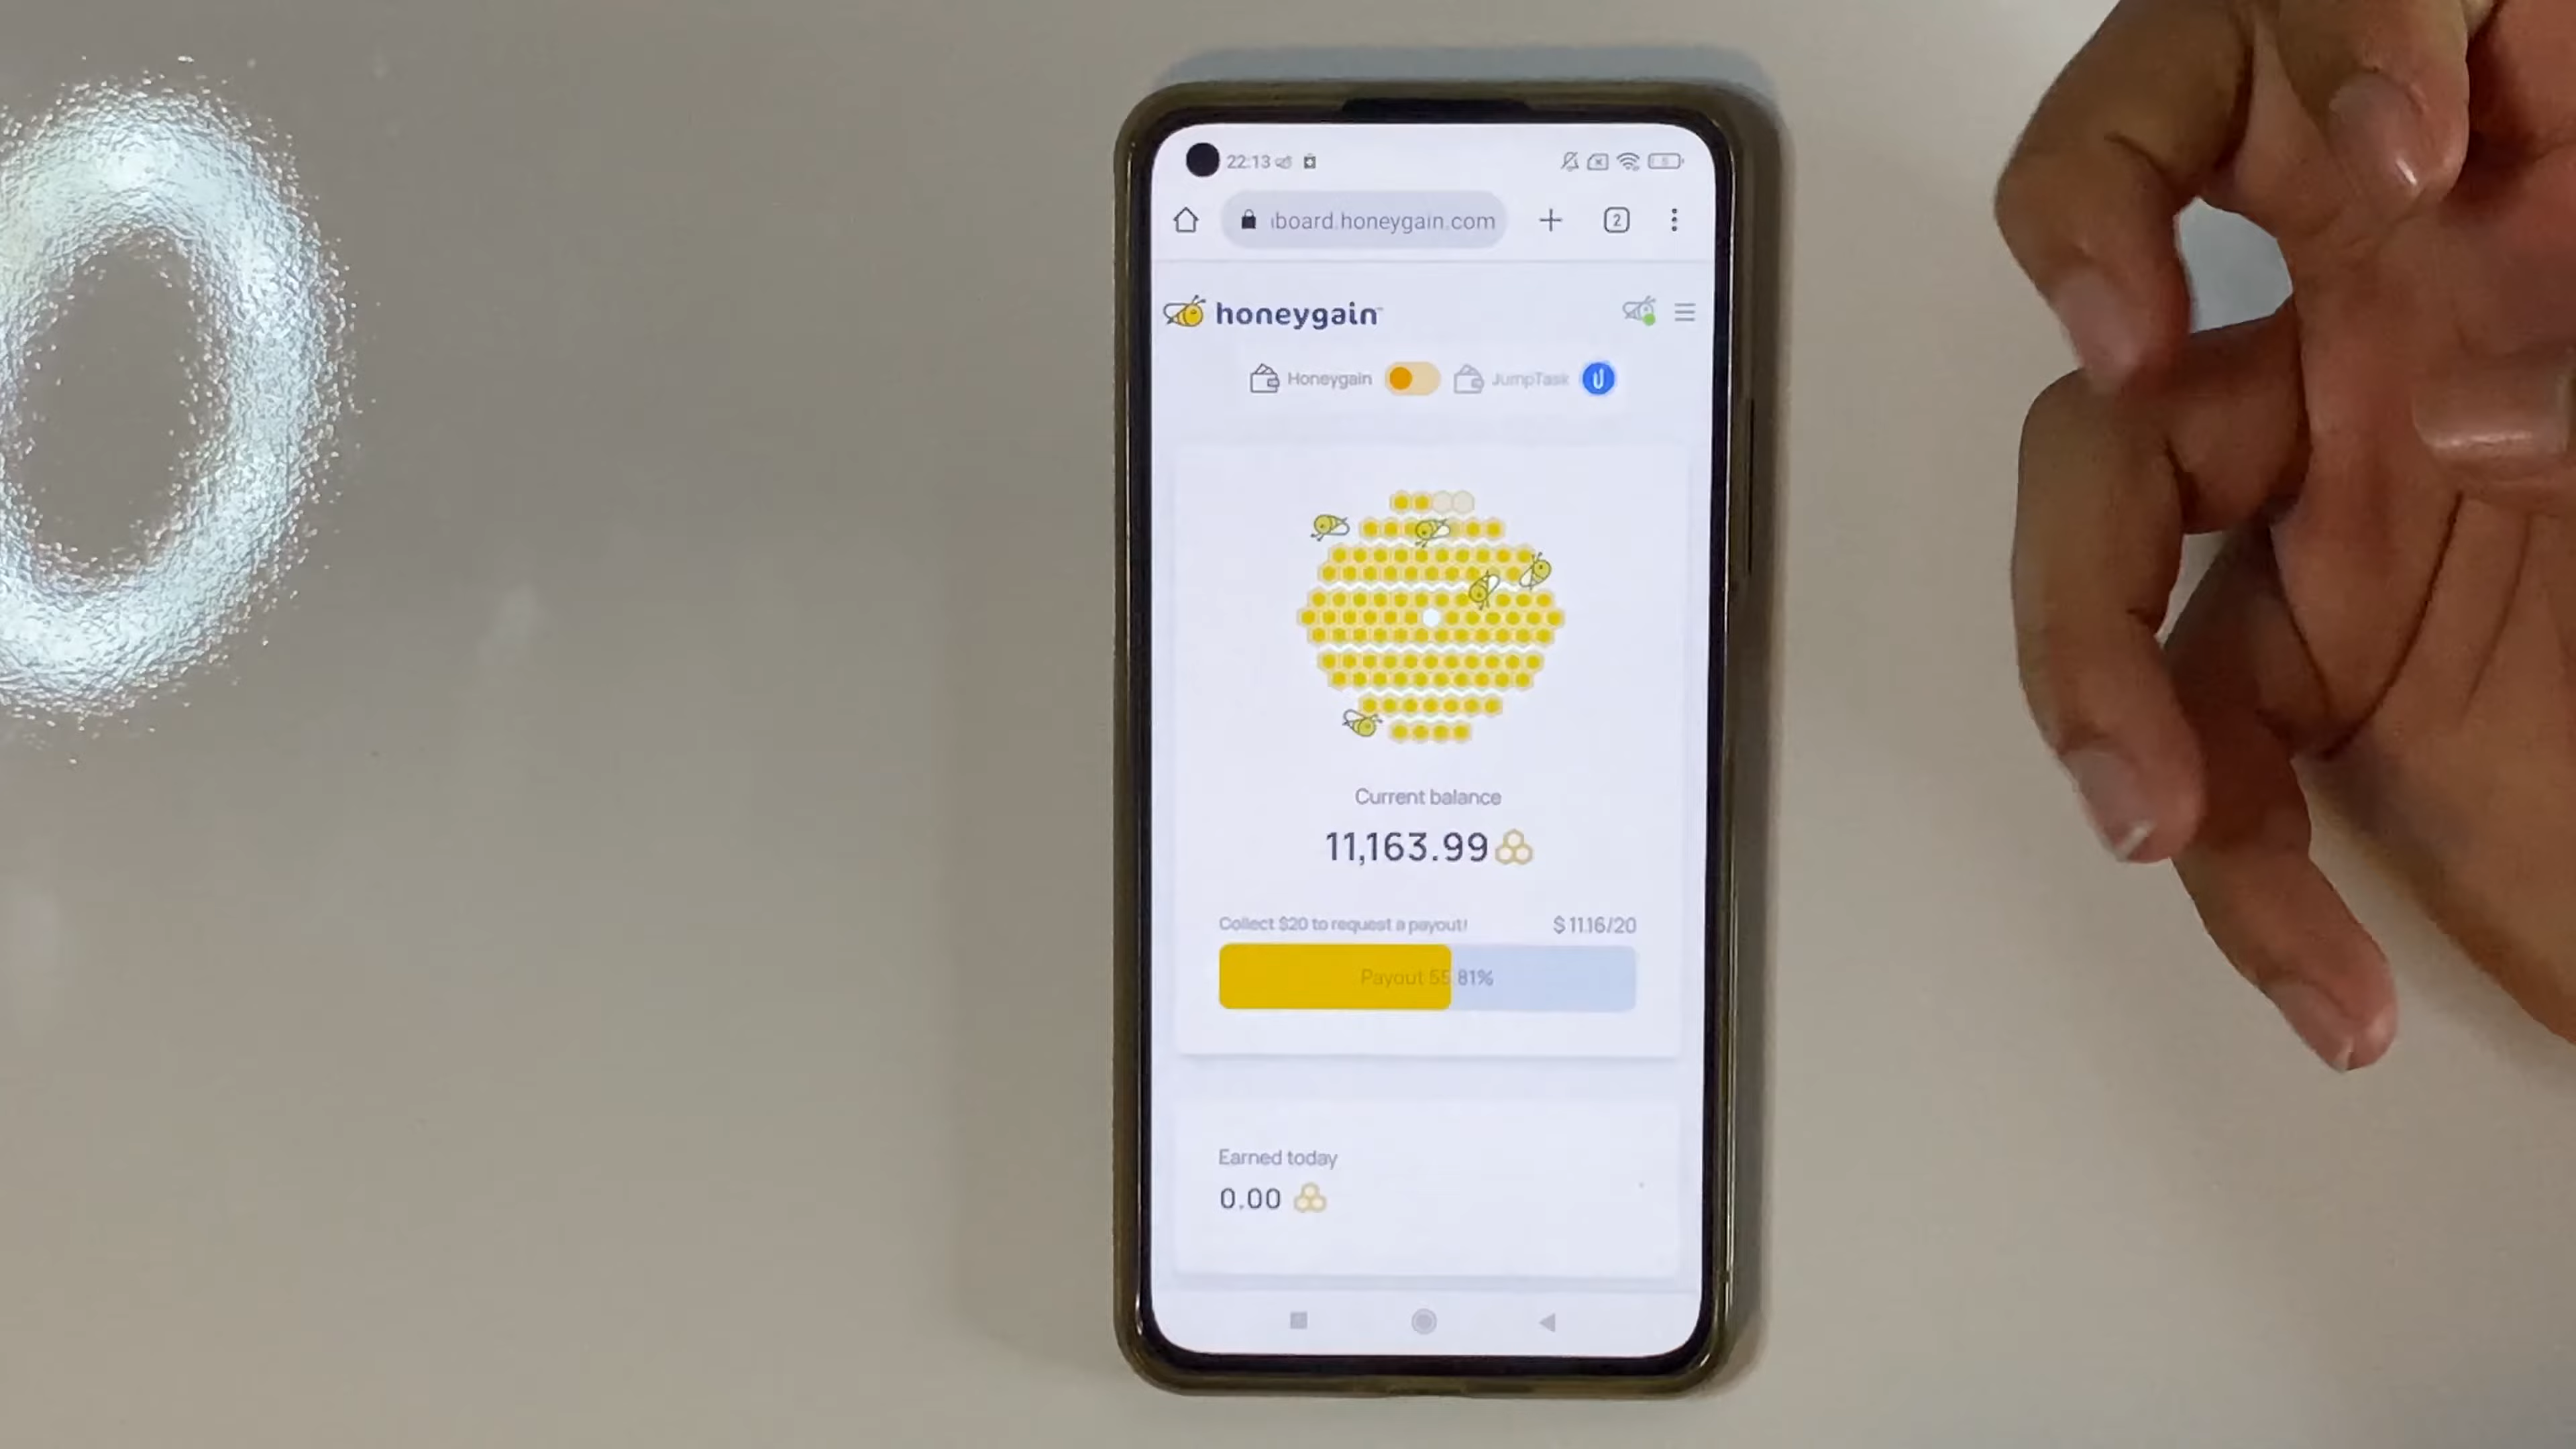 22:13
board.honeygain.com
2
honeygain
Honeygain JumpTask
Current balance
11,163.99
Collect $20 to request a payout! $ 11.16/20
Payout 55.81%
Earned today
0.00